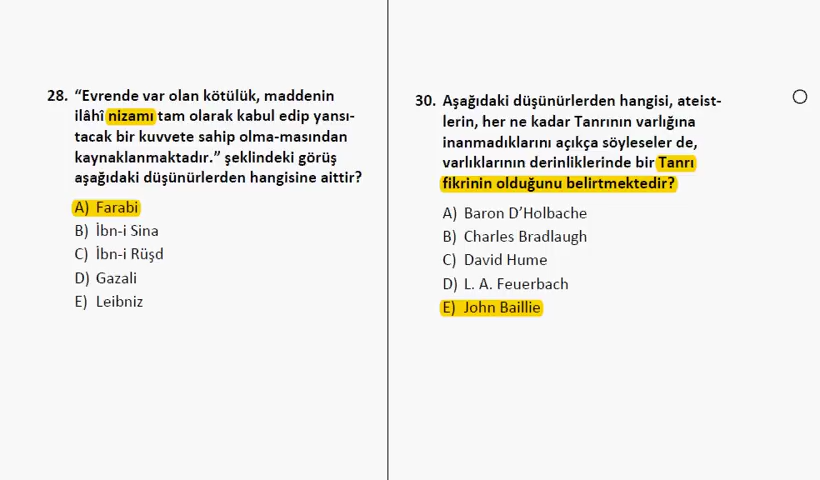 28. “Evrende var olan kötülük, maddenin
ilâhî nizamı tam olarak kabul edip yansı-
tacak bir kuvvete sahip olma-masından
kaynaklanmaktadır.” şeklindeki görüş
aşağıdaki düşünürlerden hangisine aittir?
A) Farabi
B) İbn-i Sina
C) İbn-i Rüşd
D) Gazali
E) Leibniz
30. Aşağıdaki düşünürlerden hangisi, ateist-
lerin, her ne kadar Tanrının varlığına
inanmadıklarını açıkça söyleseler de,
varlıklarının derinliklerinde bir Tanrı
fikrinin olduğunu belirtmektedir?
A) Baron D’Holbache
B) Charles Bradlaugh
C) David Hume
D) L. A. Feuerbach
E) John Baillie